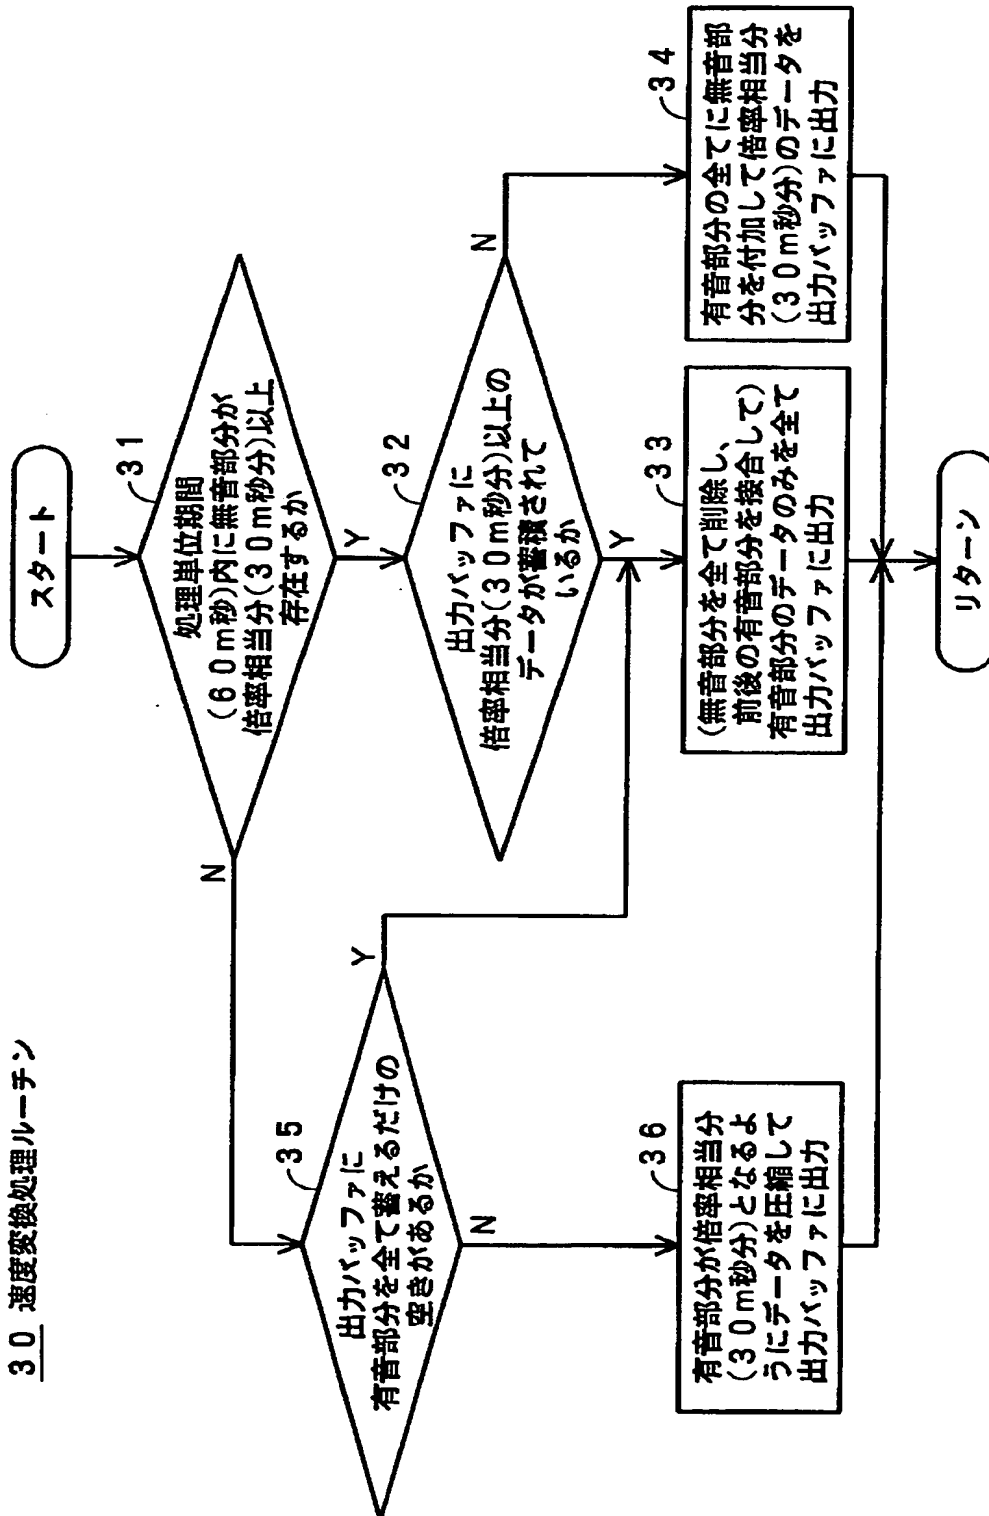 30 速度変換処理ルーチン
スタート
31
処理単位期間
(60m秒)内に無音部分が
倍率相当分(30m秒分)以上
存在するか
N
Y
32
出力バッファに
倍率相当分(30m秒分)以上の
データが蓄積されて
いるか
N
Y
35
出力バッファに
有音部分を全て蓄えるだけの
空きがあるか
Y
N
36
有音部分が倍率相当分
(30m秒分)となるよ
うにデータを圧縮して
出力バッファに出力
33
(無音部分を全て削除し、
前後の有音部分を接合して)
有音部分のデータのみを全て
出力バッファに出力
34
有音部分の全てに無音部
分を付加して倍率相当分
(30m秒分)のデータを
出力バッファに出力
リターン